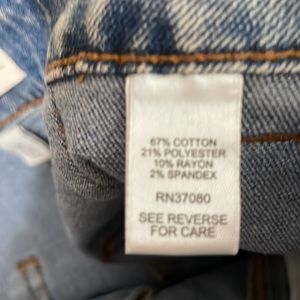 67% COTTON
21% POLYESTER
10% RAYON
2% SPANDEX
RN37080
SEE REVERSE
FOR CARE